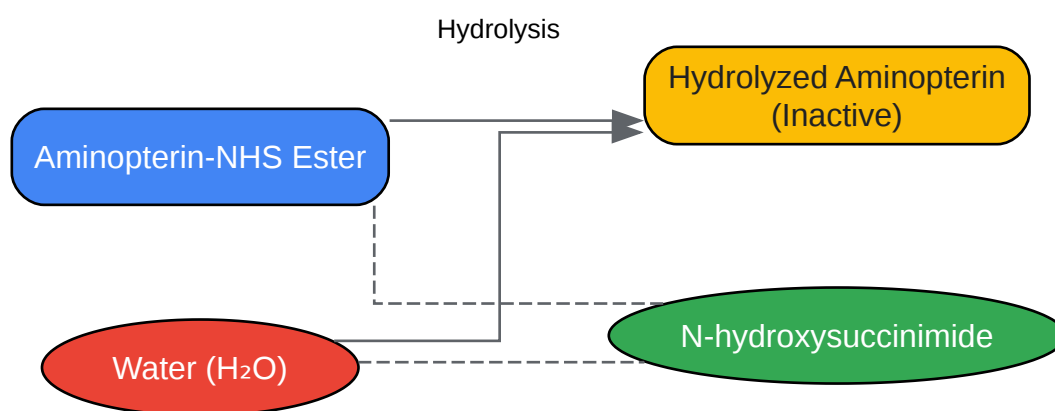 Hydrolysis
Hydrolyzed Aminopterin
(Inactive)
Aminopterin-NHS Ester
N-hydroxysuccinimide
Water (H₂O)